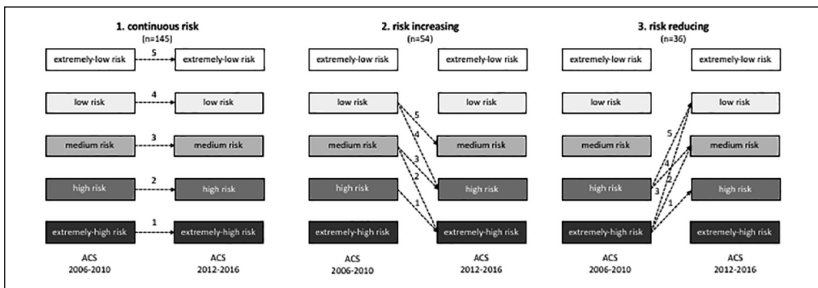 1. continuous risk
(n=145)
extremely-low risk
5
extremely-low risk
low risk
4
low risk
medium risk
3
medium risk
high risk
2
high risk
extremely-high risk
1
extremely-high risk
ACS
2006-2010
ACS
2012-2016
2. risk increasing
(n=54)
extremely-low risk
extremely-low risk
low risk
low risk
5
4
medium risk
medium risk
3
2
high risk
high risk
1
extremely-high risk
extremely-high risk
ACS
2006-2010
ACS
2012-2016
3. risk reducing
(n=36)
extremely-low risk
extremely-low risk
low risk
low risk
5
medium risk
medium risk
4
2
high risk
3
1
high risk
extremely-high risk
extremely-high risk
ACS
2006-2010
ACS
2012-2016